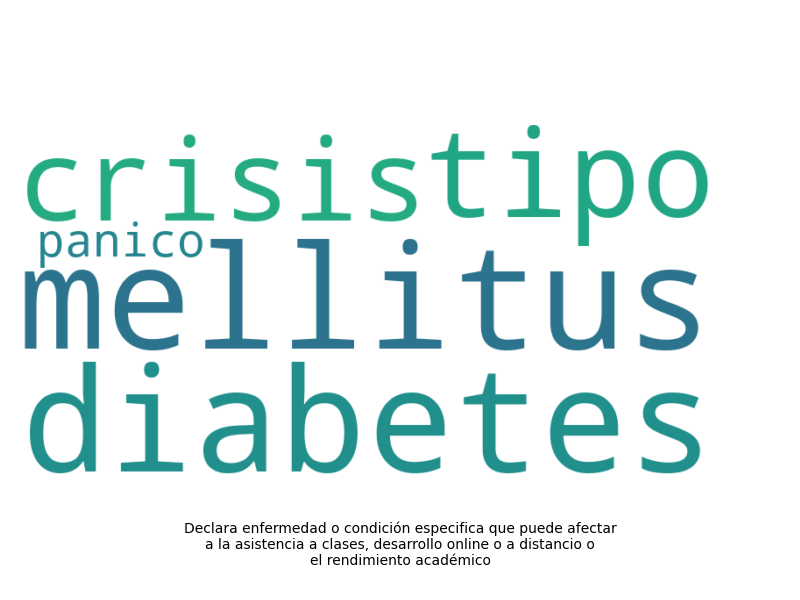 crisis tipo
panico
mellitus
diabetes
Declara enfermedad o condición especifica que puede afectar
a la asistencia a clases, desarrollo online o a distancio o
el rendimiento académico